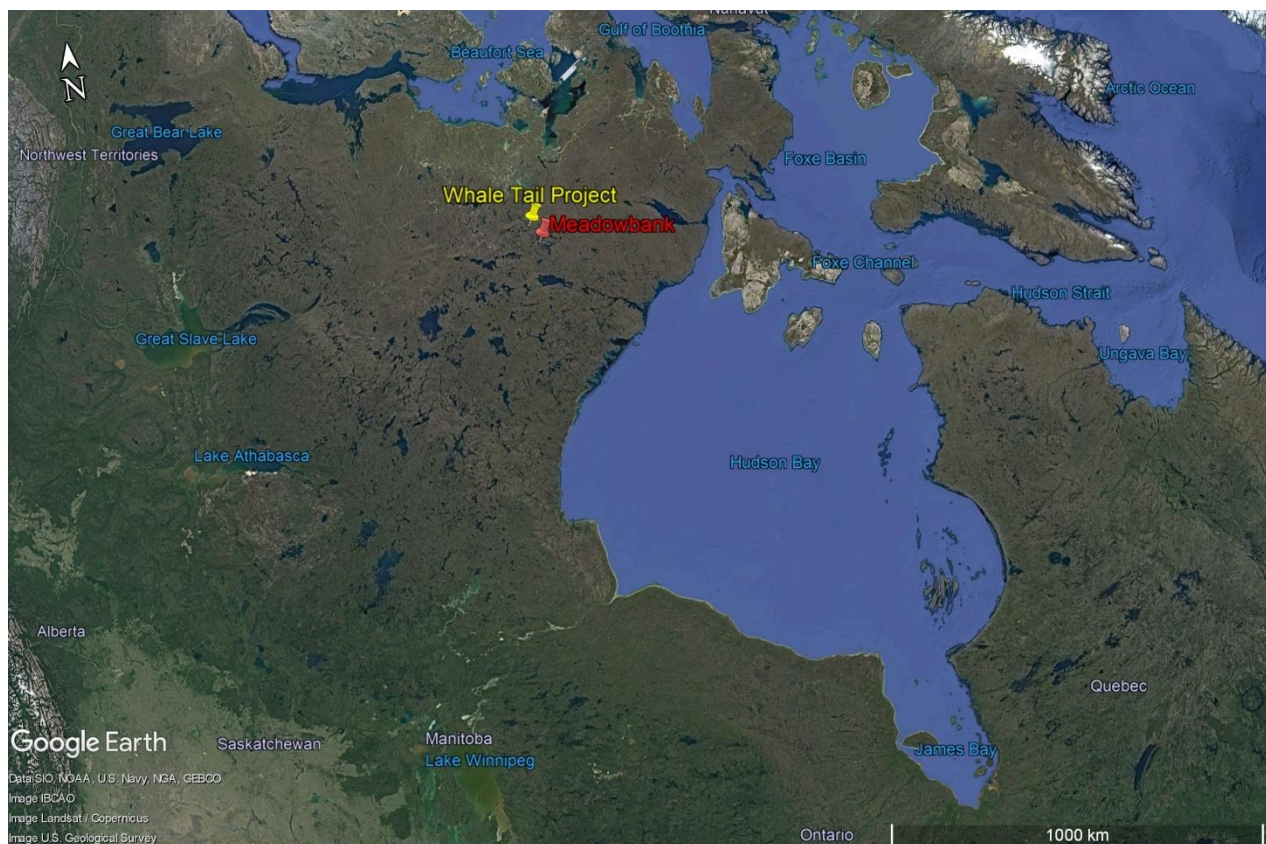 Nunavut
Gulf of Boothia
Beaufort Sea
N
Arctic Ocean
Great Bear Lake
Northwest Territories
Foxe Basin
Whale Tail Project
Meadowbank
Foxe Channel
Hudson Strait
Great Slave Lake
Ungava Bay
Lake Athabasca
Hudson Bay
Alberta
Quebec
Google Earth
Saskatchewan
Manitoba
Lake Winnipeg
James Bay
Data SIO, NOAA, U.S. Navy, NGA, GEBCO
Image IBCAO
Image Landsat / Copernicus
Image U.S. Geological Survey
Ontario
1000 km